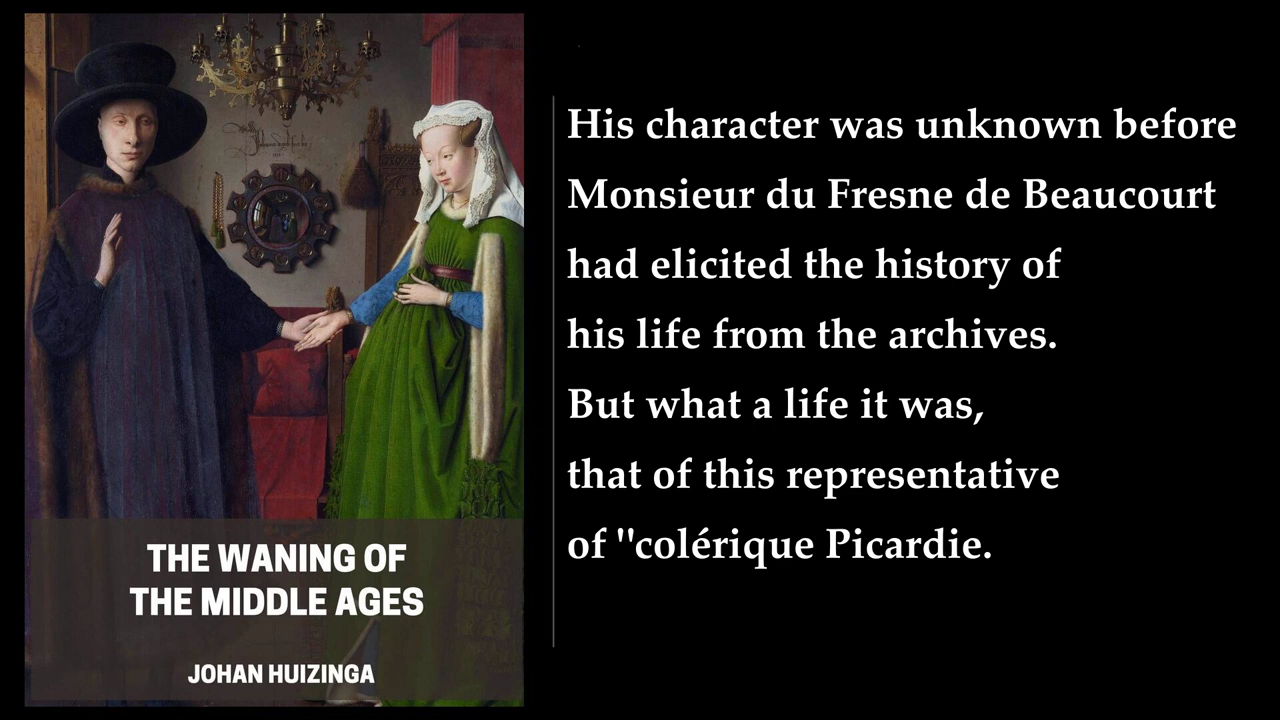 THE WANING OF
THE MIDDLE AGES
JOHAN HUIZINGA
His character was unknown before
Monsieur du Fresne de Beaucourt
had elicited the history of
his life from the archives.
But what a life it was,
that of this representative
of "colérique Picardie.